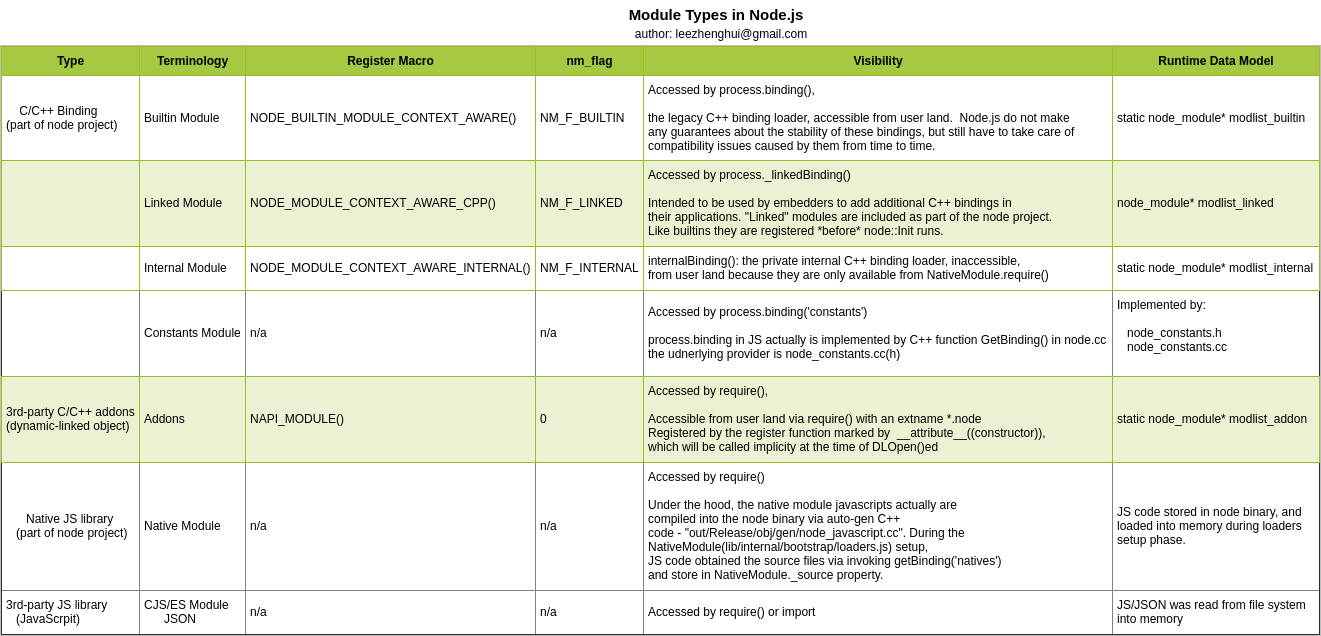 Module Types in Node.js
author: leezhenghui@gmail.com
Type
Terminology
Register Macro
nm_flag
Visibility
Runtime Data Model
C/C++ Binding
(part of node project)
Builtin Module
NODE_BUILTIN_MODULE_CONTEXT_AWARE()
NM_F_BUILTIN
Accessed by process.binding(),
the legacy C++ binding loader, accessible from user land.  Node.js do not make
any guarantees about the stability of these bindings, but still have to take care of
compatibility issues caused by them from time to time.
static node_module* modlist_builtin
Linked Module
NODE_MODULE_CONTEXT_AWARE_CPP()
NM_F_LINKED
Accessed by process._linkedBinding()
Intended to be used by embedders to add additional C++ bindings in
their applications. "Linked" modules are included as part of the node project.
Like builtins they are registered *before* node::Init runs.
node_module* modlist_linked
Internal Module
NODE_MODULE_CONTEXT_AWARE_INTERNAL()
NM_F_INTERNAL
internalBinding(): the private internal C++ binding loader, inaccessible,
from user land because they are only available from NativeModule.require()
static node_module* modlist_internal
Constants Module
n/a
n/a
Accessed by process.binding('constants')
process.binding in JS actually is implemented by C++ function GetBinding() in node.cc
the udnerlying provider is node_constants.cc(h)
Implemented by:
node_constants.h
node_constants.cc
3rd-party C/C++ addons
(dynamic-linked object)
Addons
NAPI_MODULE()
0
Accessed by require(),
Accessible from user land via require() with an extname *.node
Registered by the register function marked by  __attribute__((constructor)),
which will be called implicity at the time of DLOpen()ed
static node_module* modlist_addon
Native JS library
(part of node project)
Native Module
n/a
n/a
Accessed by require()
Under the hood, the native module javascripts actually are
compiled into the node binary via auto-gen C++
code - "out/Release/obj/gen/node_javascript.cc". During the
NativeModule(lib/internal/bootstrap/loaders.js) setup,
JS code obtained the source files via invoking getBinding('natives')
and store in NativeModule._source property.
JS code stored in node binary, and
loaded into memory during loaders
setup phase.
3rd-party JS library
(JavaScrpit)
CJS/ES Module
JSON
n/a
n/a
Accessed by require() or import
JS/JSON was read from file system
into memory